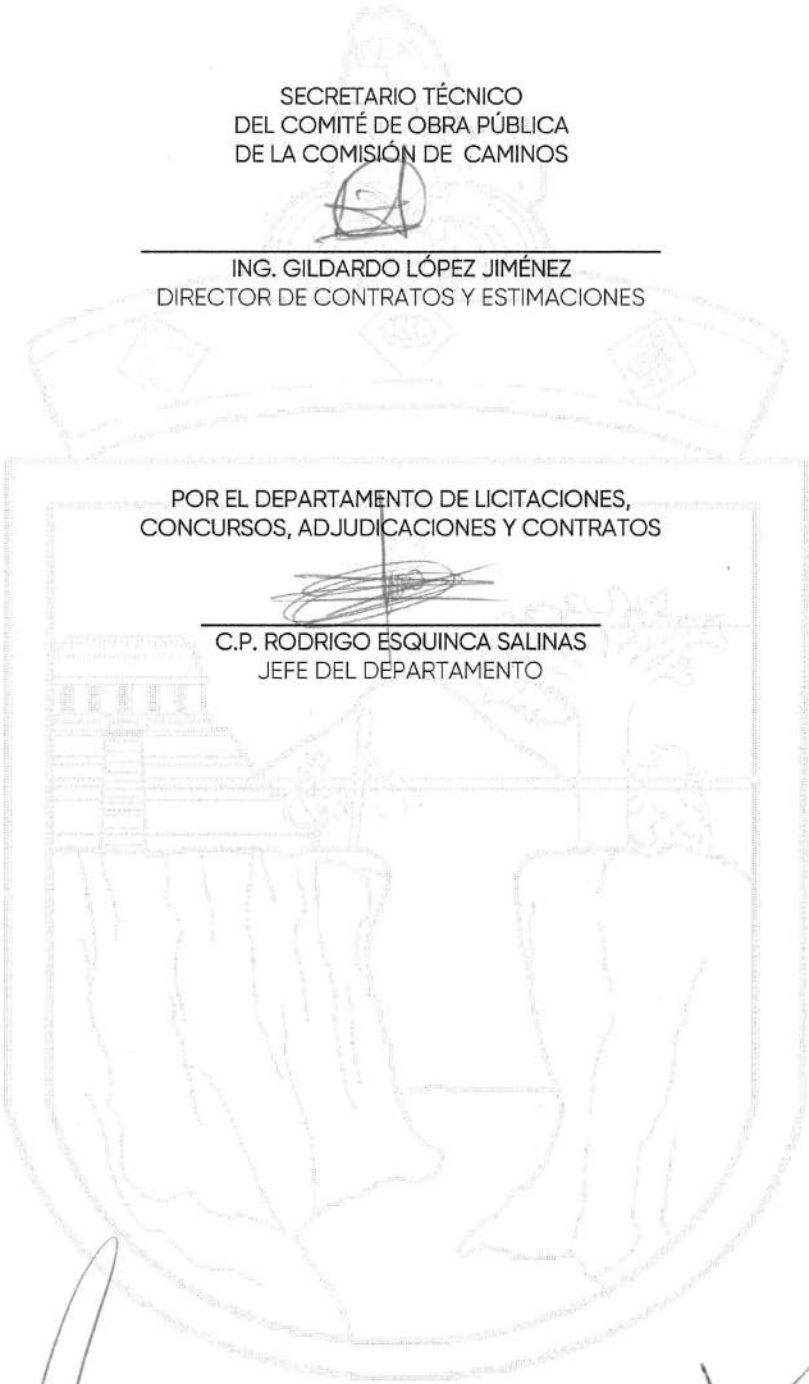 SECRETARIO TÉCNICO
DEL COMITÉ DE OBRA PÚBLICA
DE LA COMISIÓN DE CAMINOS
ING. GILDARDO LÓPEZ JIMÉNEZ
DIRECTOR DE CONTRATOS Y ESTIMACIONES
POR EL DEPARTAMENTO DE LICITACIONES,
CONCURSOS, ADJUDICACIONES Y CONTRATOS
C.P. RODRIGO ESQUINCA SALINAS
JEFE DEL DEPARTAMENTO